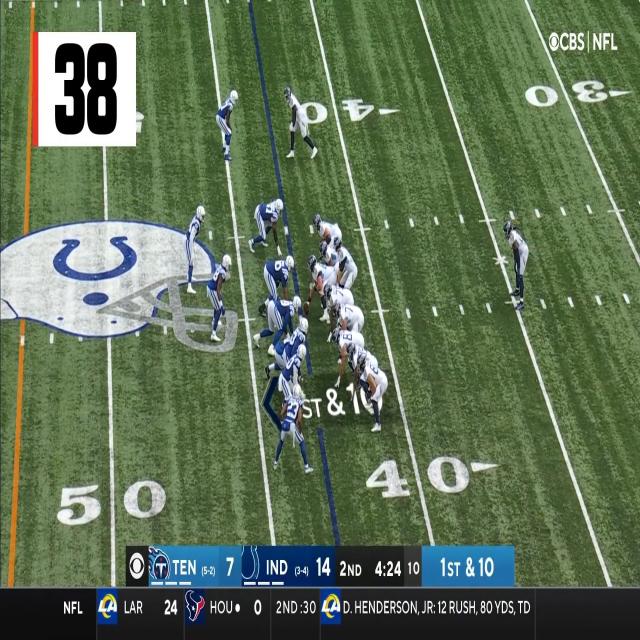 38
CBS | NFL
40
30
ST & 10
50
40
TEN (5-2) 7 IND (3-4) 14 2ND 4:24 10 1ST & 10
NFL LAR 24 HOU 0 2ND :30 D. HENDERSON, JR: 12 RUSH, 80 YDS, TD